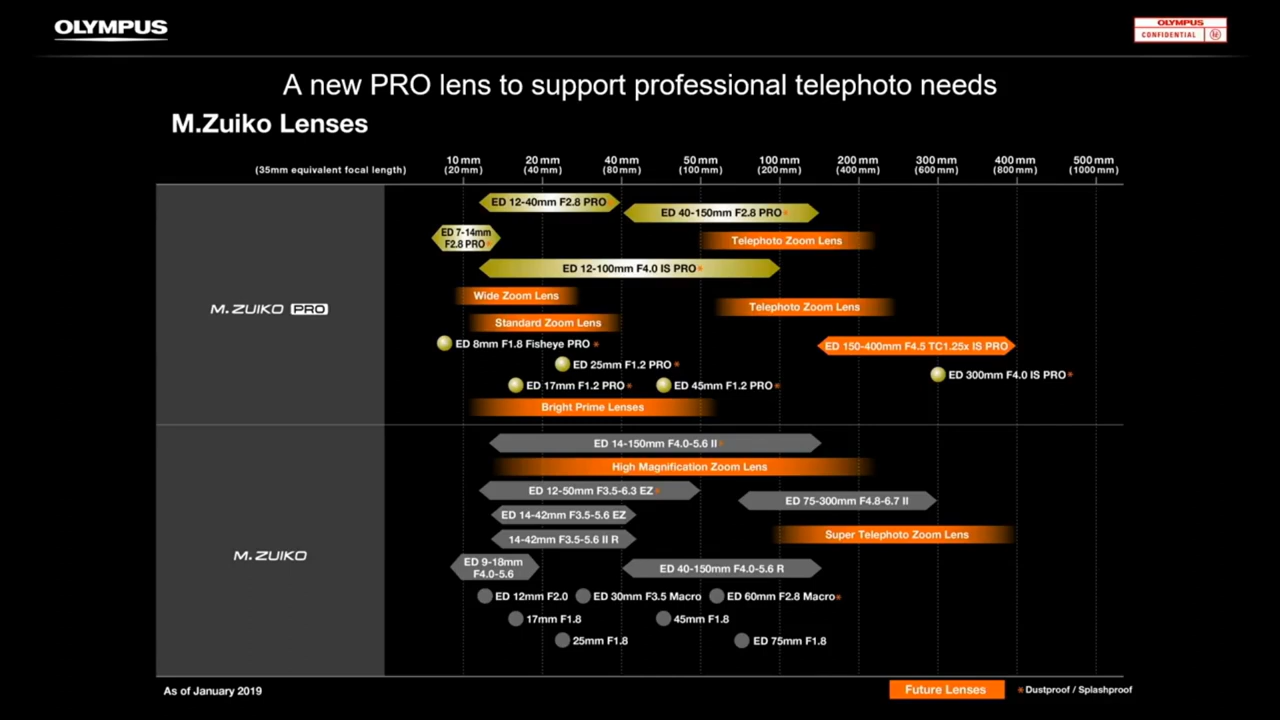 OLYMPUS
OLYMPUS
CONFIDENTIAL
A new PRO lens to support professional telephoto needs
M.Zuiko Lenses
10 mm 20 mm 40 mm 50 mm 100 mm 200 mm 300 mm 400 mm 500 mm
(35mm equivalent focal length) (20 mm) (40 mm) (80 mm) (100 mm) (200 mm) (400 mm) (600 mm) (800 mm) (1000 mm)
ED 12-40mm F2.8 PRO
ED 40-150mm F2.8 PRO*
ED 7-14mm
F2.8 PRO*
Telephoto Zoom Lens
ED 12-100mm F4.0 IS PRO*
Wide Zoom Lens
Telephoto Zoom Lens
M.ZUIKO PRO
Standard Zoom Lens
ED 8mm F1.8 Fisheye PRO *
ED 150-400mm F4.5 TC1.25x IS PRO
ED 25mm F1.2 PRO*
ED 300mm F4.0 IS PRO*
ED 17mm F1.2 PRO*
ED 45mm F1.2 PRO*
Bright Prime Lenses
ED 14-150mm F4.0-5.6 II*
High Magnification Zoom Lens
ED 12-50mm F3.5-6.3 EZ*
ED 75-300mm F4.8-6.7 II
ED 14-42mm F3.5-5.6 EZ
Super Telephoto Zoom Lens
14-42mm F3.5-5.6 II R
M.ZUIKO
ED 9-18mm
F4.0-5.6
ED 40-150mm F4.0-5.6 R
ED 12mm F2.0
ED 30mm F3.5 Macro
ED 60mm F2.8 Macro*
17mm F1.8
45mm F1.8
25mm F1.8
ED 75mm F1.8
As of January 2019
Future Lenses
*Dustproof / Splashproof